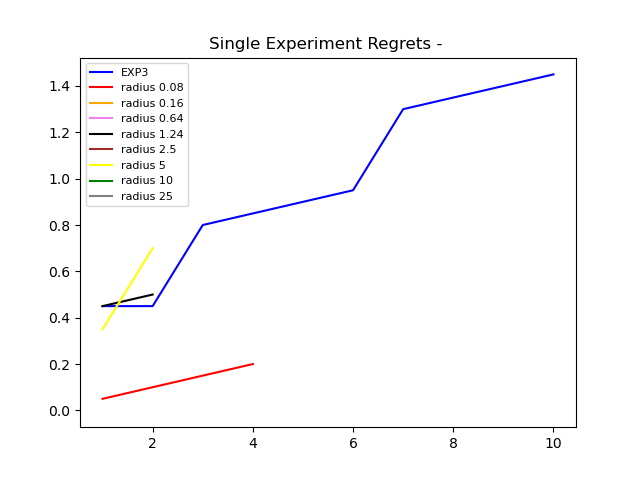 Single Experiment Regrets -
EXP3
radius 0.08
radius 0.16
radius 0.64
radius 1.24
radius 2.5
radius 5
radius 10
radius 25
1.4
1.2
1.0
0.8
0.6
0.4
0.2
0.0
2 4 6 8 10